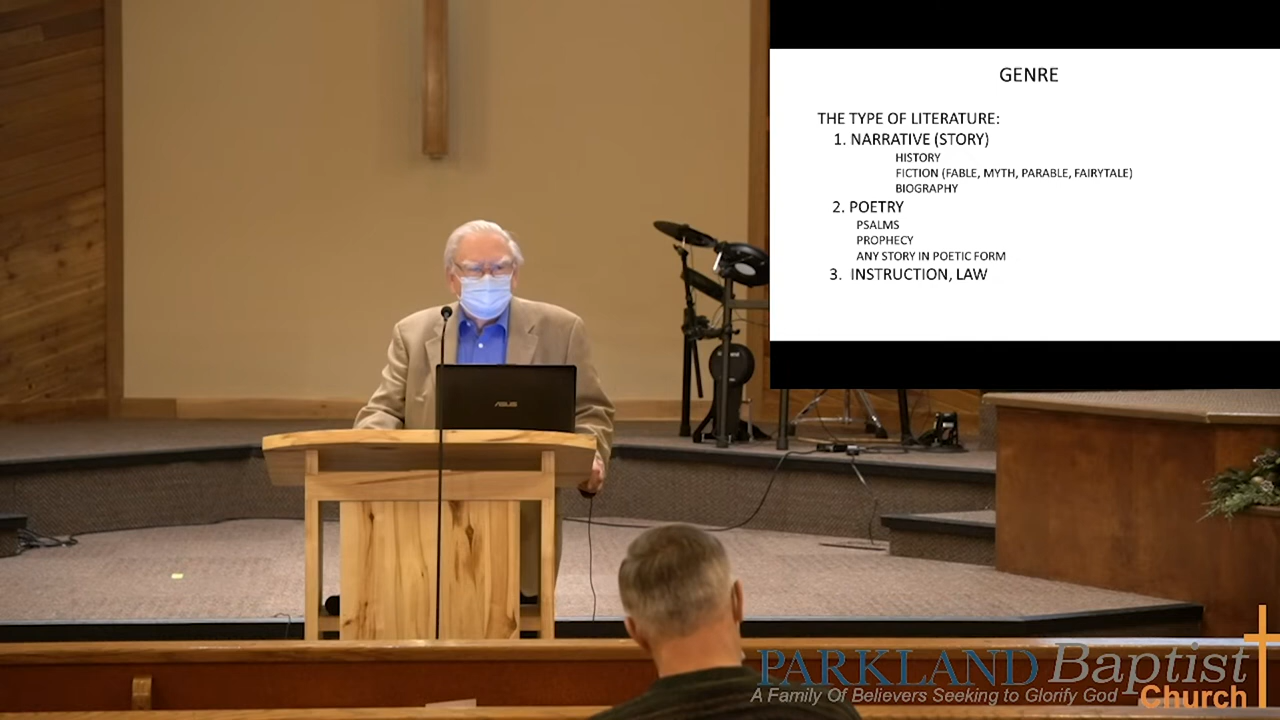 GENRE
THE TYPE OF LITERATURE:
1. NARRATIVE (STORY)
HISTORY
FICTION (FABLE, MYTH, PARABLE, FAIRYTALE)
BIOGRAPHY
2. POETRY
PSALMS
PROPHECY
ANY STORY IN POETIC FORM
3. INSTRUCTION, LAW
ASUS
PARKLAND Baptist
A Family Of Believers Seeking to Glorify God
Church